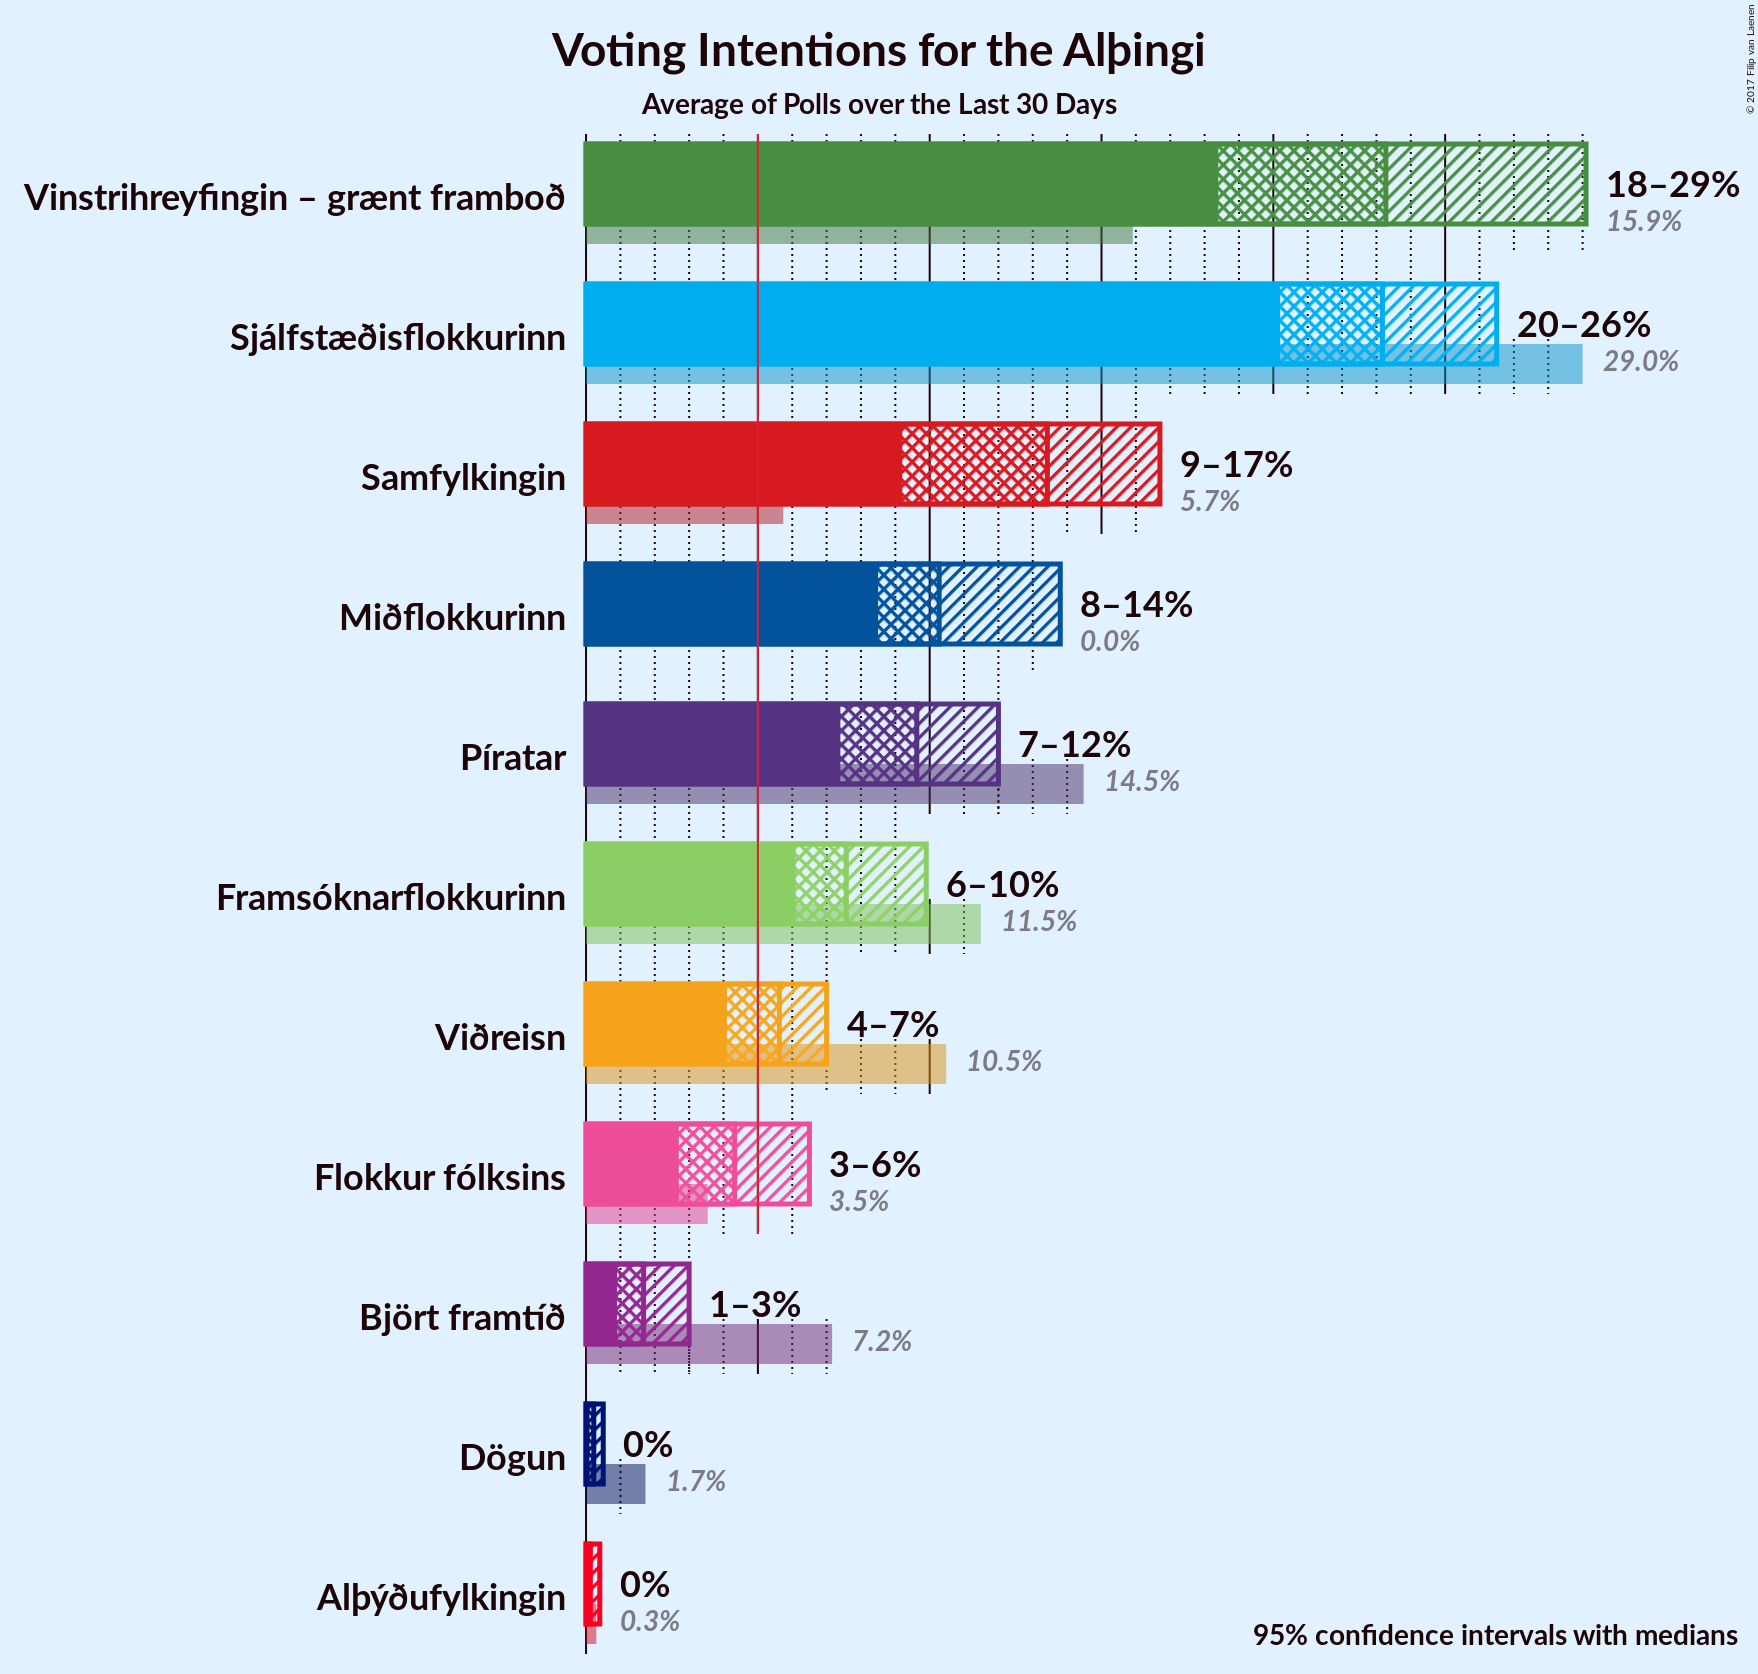 Voting Intentions for the Alþingi
Average of Polls over the Last 30 Days
© 2017 Filip van Laenen
Vinstrihreyfingin – grænt framboð
18–29%
15.9%
Sjálfstæðisflokkurinn
20–26%
29.0%
Samfylkingin
9–17%
5.7%
Miðflokkurinn
8–14%
0.0%
Píratar
7–12%
14.5%
Framsóknarflokkurinn
6–10%
11.5%
Viðreisn
4–7%
10.5%
Flokkur fólksins
3–6%
3.5%
Björt framtíð
1–3%
7.2%
Dögun
0%
1.7%
Alþýðufylkingin
0%
0.3%
95% confidence intervals with medians